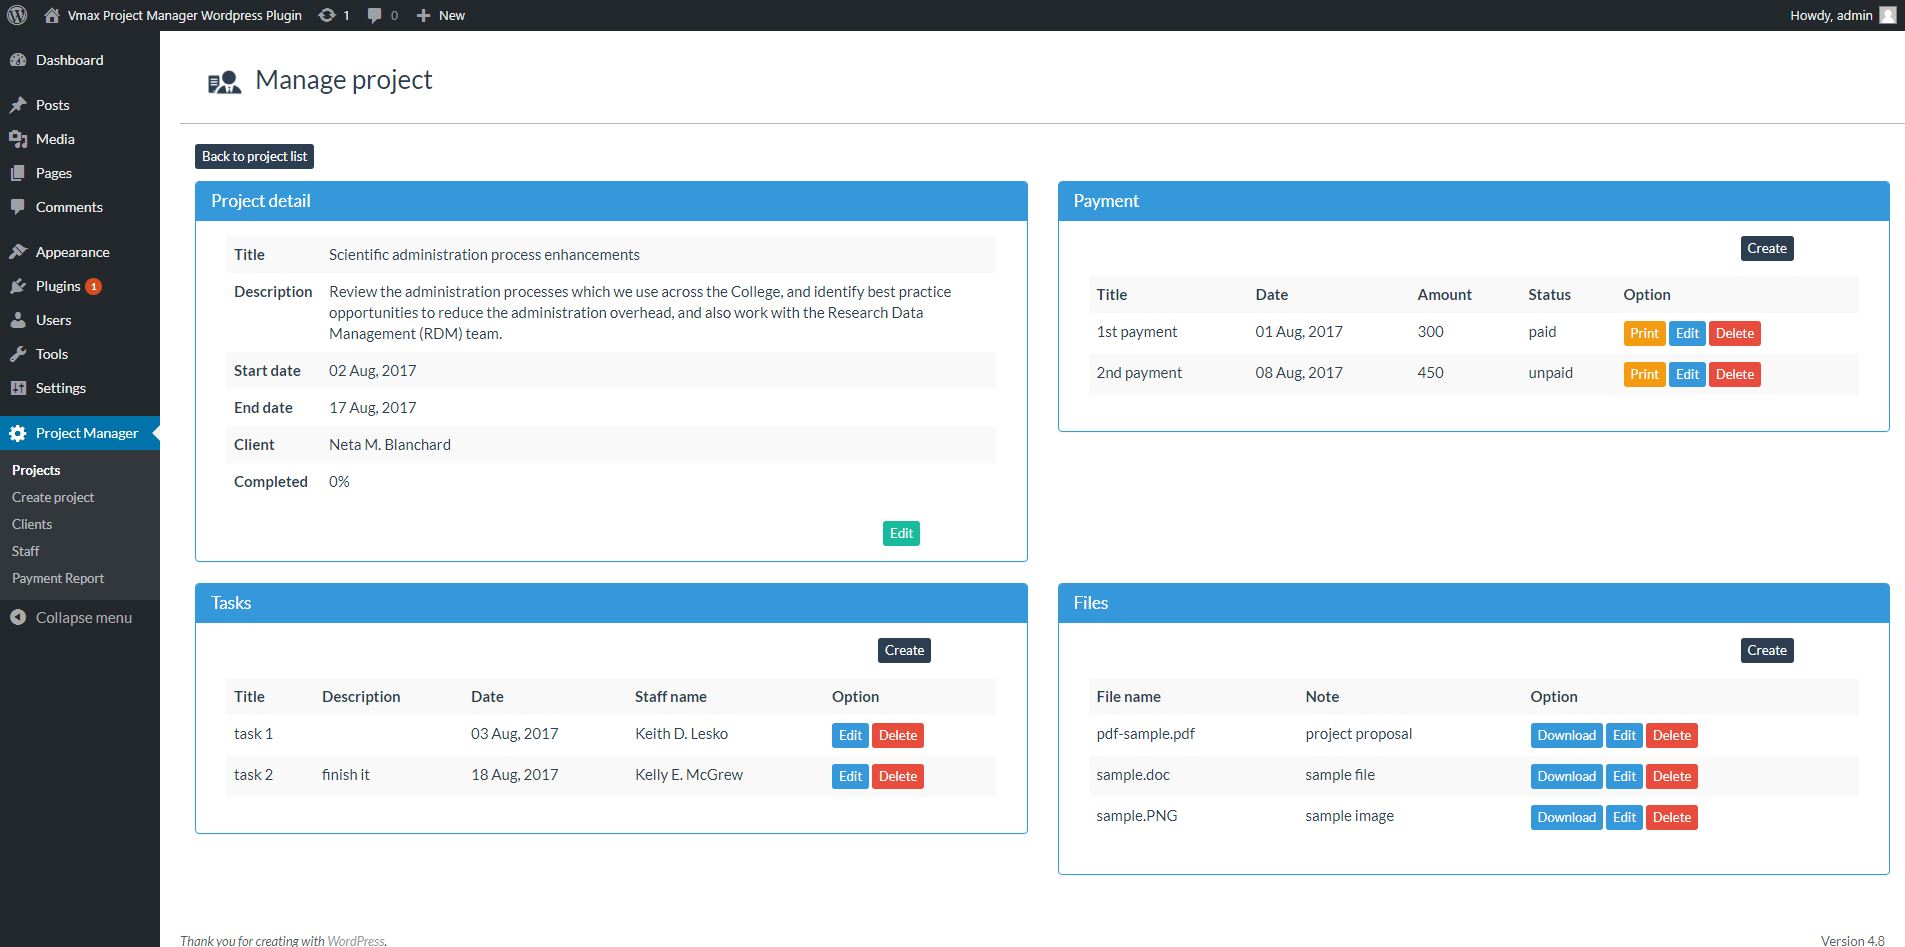 Vmax Project Manager Wordpress Plugin 1 0 New Howdy, admin
Dashboard
Posts
Media
Pages
Comments
Appearance
Plugins 1
Users
Tools
Settings
Project Manager
Projects
Create project
Clients
Staff
Payment Report
Collapse menu
Manage project
Back to project list
Project detail
Title Scientific administration process enhancements
Description Review the administration processes which we use across the College, and identify best practice
opportunities to reduce the administration overhead, and also work with the Research Data
Management (RDM) team.
Start date 02 Aug, 2017
End date 17 Aug, 2017
Client Neta M. Blanchard
Completed 0%
Edit
Payment
Create
Title Date Amount Status Option
1st payment 01 Aug, 2017 300 paid Print Edit Delete
2nd payment 08 Aug, 2017 450 unpaid Print Edit Delete
Tasks
Create
Title Description Date Staff name Option
task 1 03 Aug, 2017 Keith D. Lesko Edit Delete
task 2 finish it 18 Aug, 2017 Kelly E. McGrew Edit Delete
Files
Create
File name Note Option
pdf-sample.pdf project proposal Download Edit Delete
sample.doc sample file Download Edit Delete
sample.PNG sample image Download Edit Delete
Thank you for creating with WordPress. Version 4.8